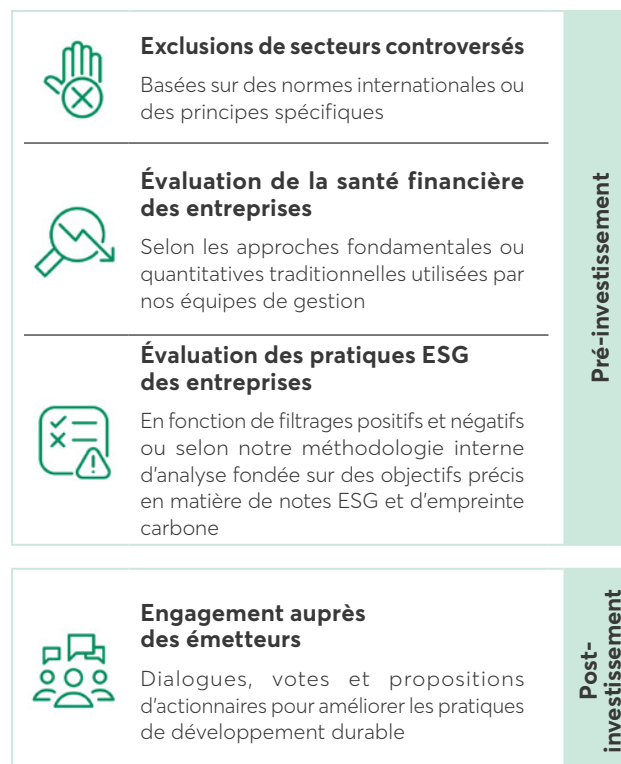 Exclusions de secteurs controversés
Basées sur des normes internationales ou
des principes spécifiques
Évaluation de la santé financière
des entreprises
Selon les approches fondamentales ou
quantitatives traditionnelles utilisées par
nos équipes de gestion
Évaluation des pratiques ESG
des entreprises
En fonction de filtrages positifs et négatifs
ou selon notre méthodologie interne
d'analyse fondée sur des objectifs précis
en matière de notes ESG et d'empreinte
carbone
Pré-investissement
Engagement auprès
des émetteurs
Dialogues, votes et propositions
d'actionnaires pour améliorer les pratiques
de développement durable
Post-
investissement